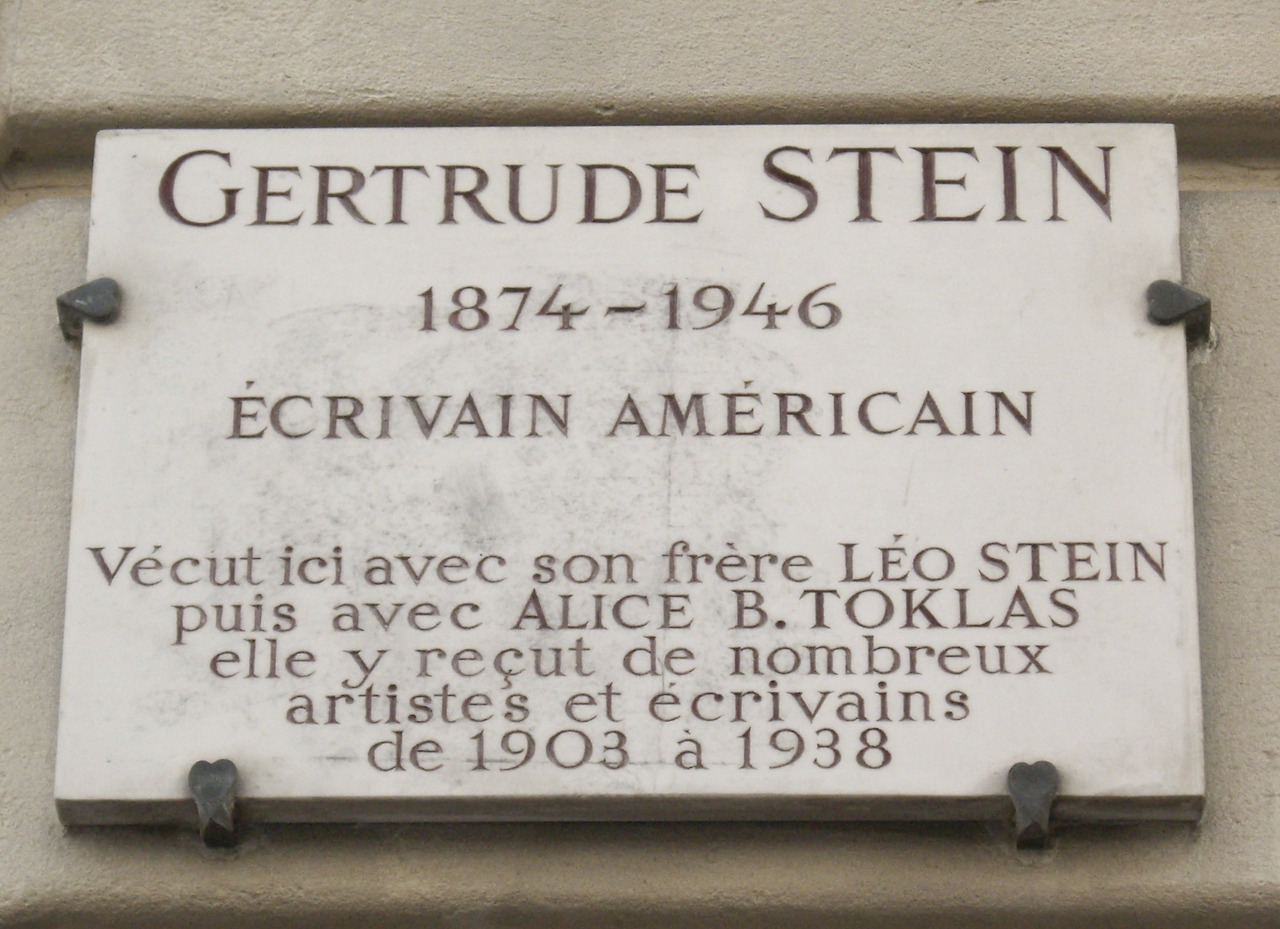 GERTRUDE STEIN
1874-1946
ÉCRIVAIN AMÉRICAIN
Vécut ici avec son frère LÉO STEIN
puis avec ALICE B. TOKLAS
elle y reçut de nombreux
artistes et écrivains
de 1903 à 1938